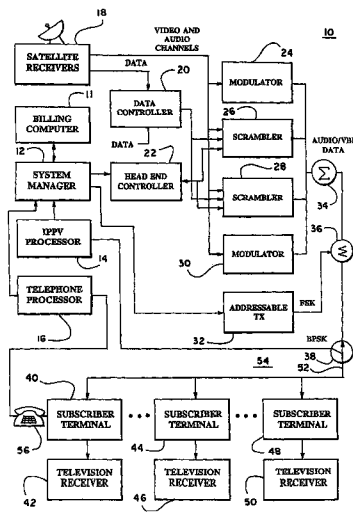 18
VIDEO AND
AUDIO
CHANNELS
10
SATELLITE
RECEIVERS
DATA
20
24
MODULATOR
11
BILLING
COMPUTER
DATA
CONTROLLER
26
SCRAMBLER
AUDIO/VBI
DATA
12
DATA
22
SYSTEM
MANAGER
HEAD END
CONTROLLER
28
SCRAMBLER
Σ
34
36
IPPV
PROCESSOR
14
MODULATOR
30
W
TELEPHONE
PROCESSOR
16
ADDRESSABLE
TX
32
FSK
BPSK
38
54
52
40
SUBSCRIBER
TERMINAL
SUBSCRIBER
TERMINAL
SUBSCRIBER
TERMINAL
56
44
48
TELEVISION
RECEIVER
TELEVISION
RECEIVER
TELEVISION
RECEIVER
42
46
50